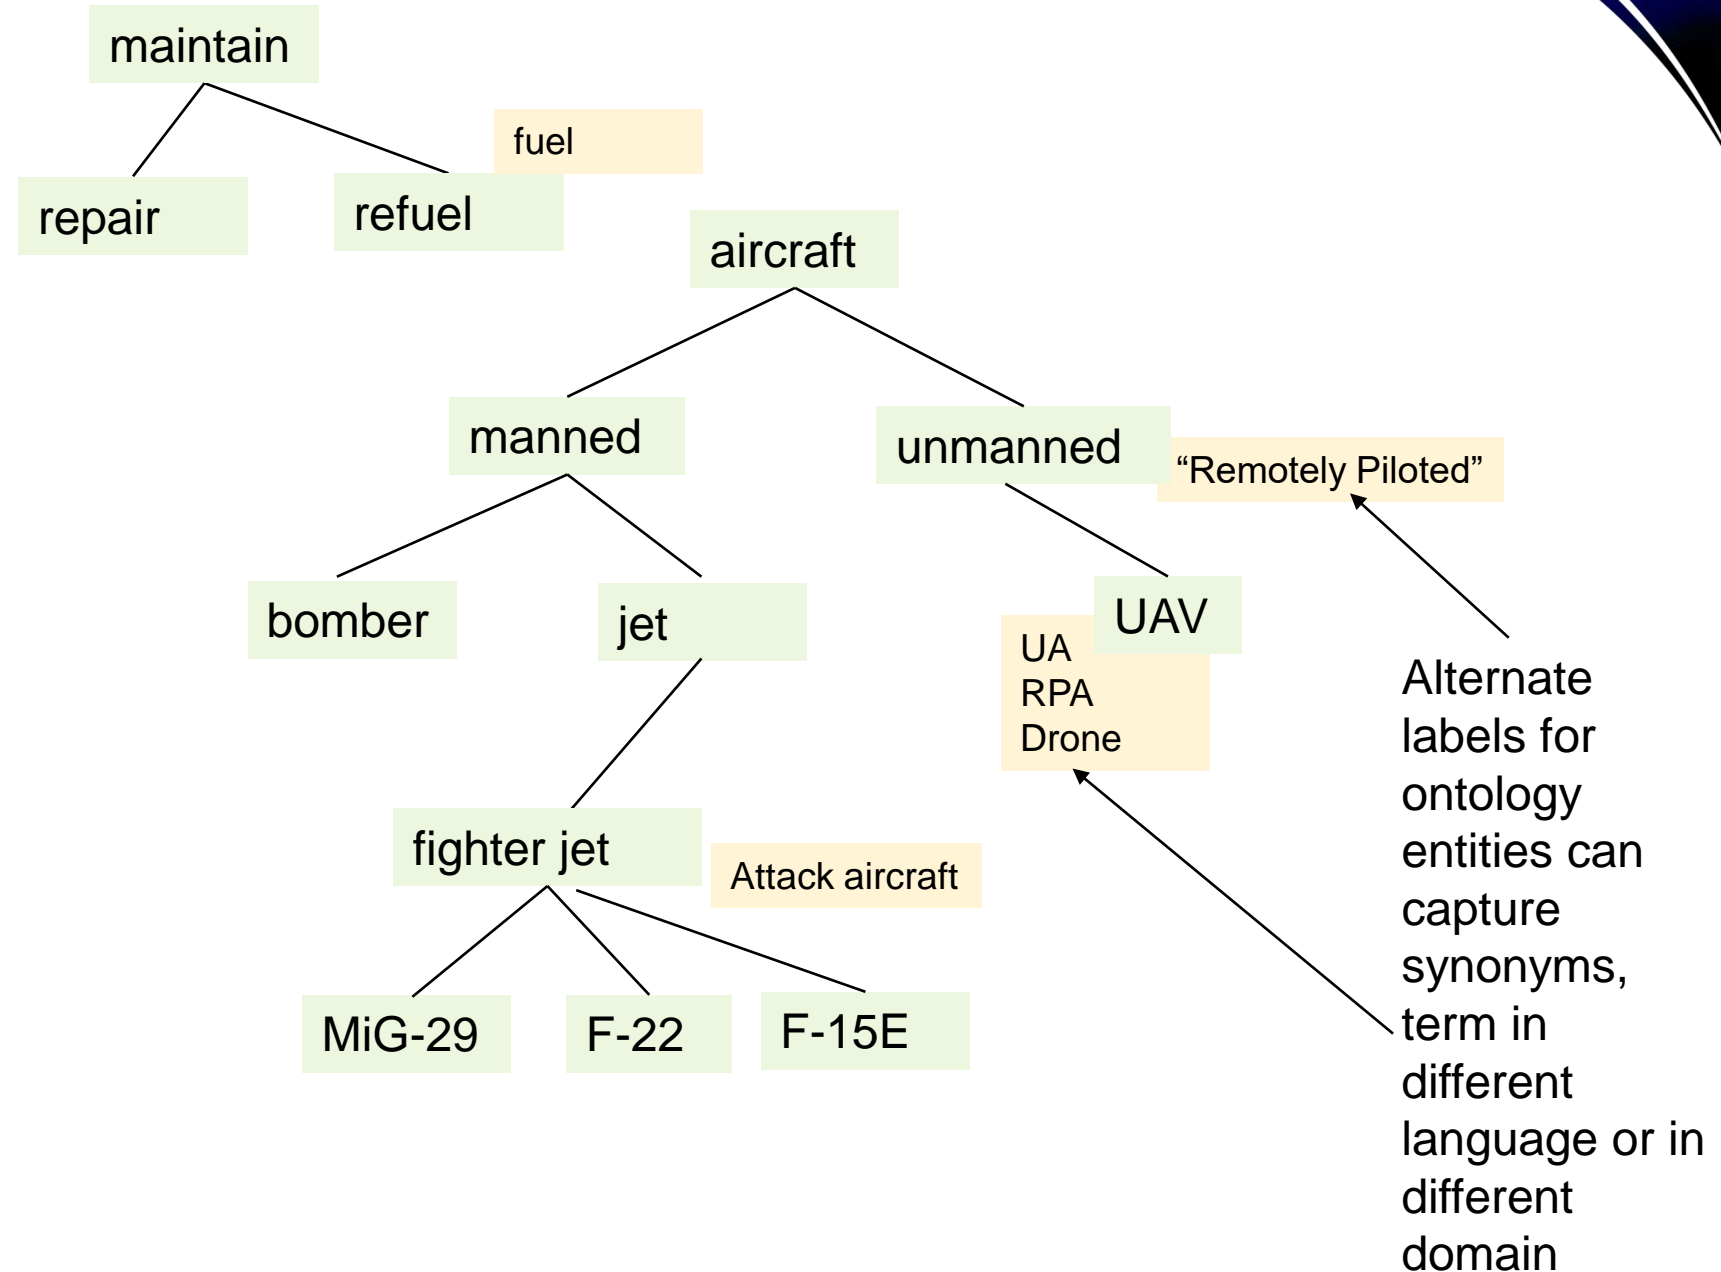 maintain
fuel
repair
refuel
aircraft
manned
unmanned
“Remotely Piloted”
bomber
jet
UAV
UA
RPA
Drone
Alternate
labels for
ontology
entities can
capture
synonyms,
term in
different
language or in
different
domain
fighter jet
Attack aircraft
MiG-29
F-22
F-15E